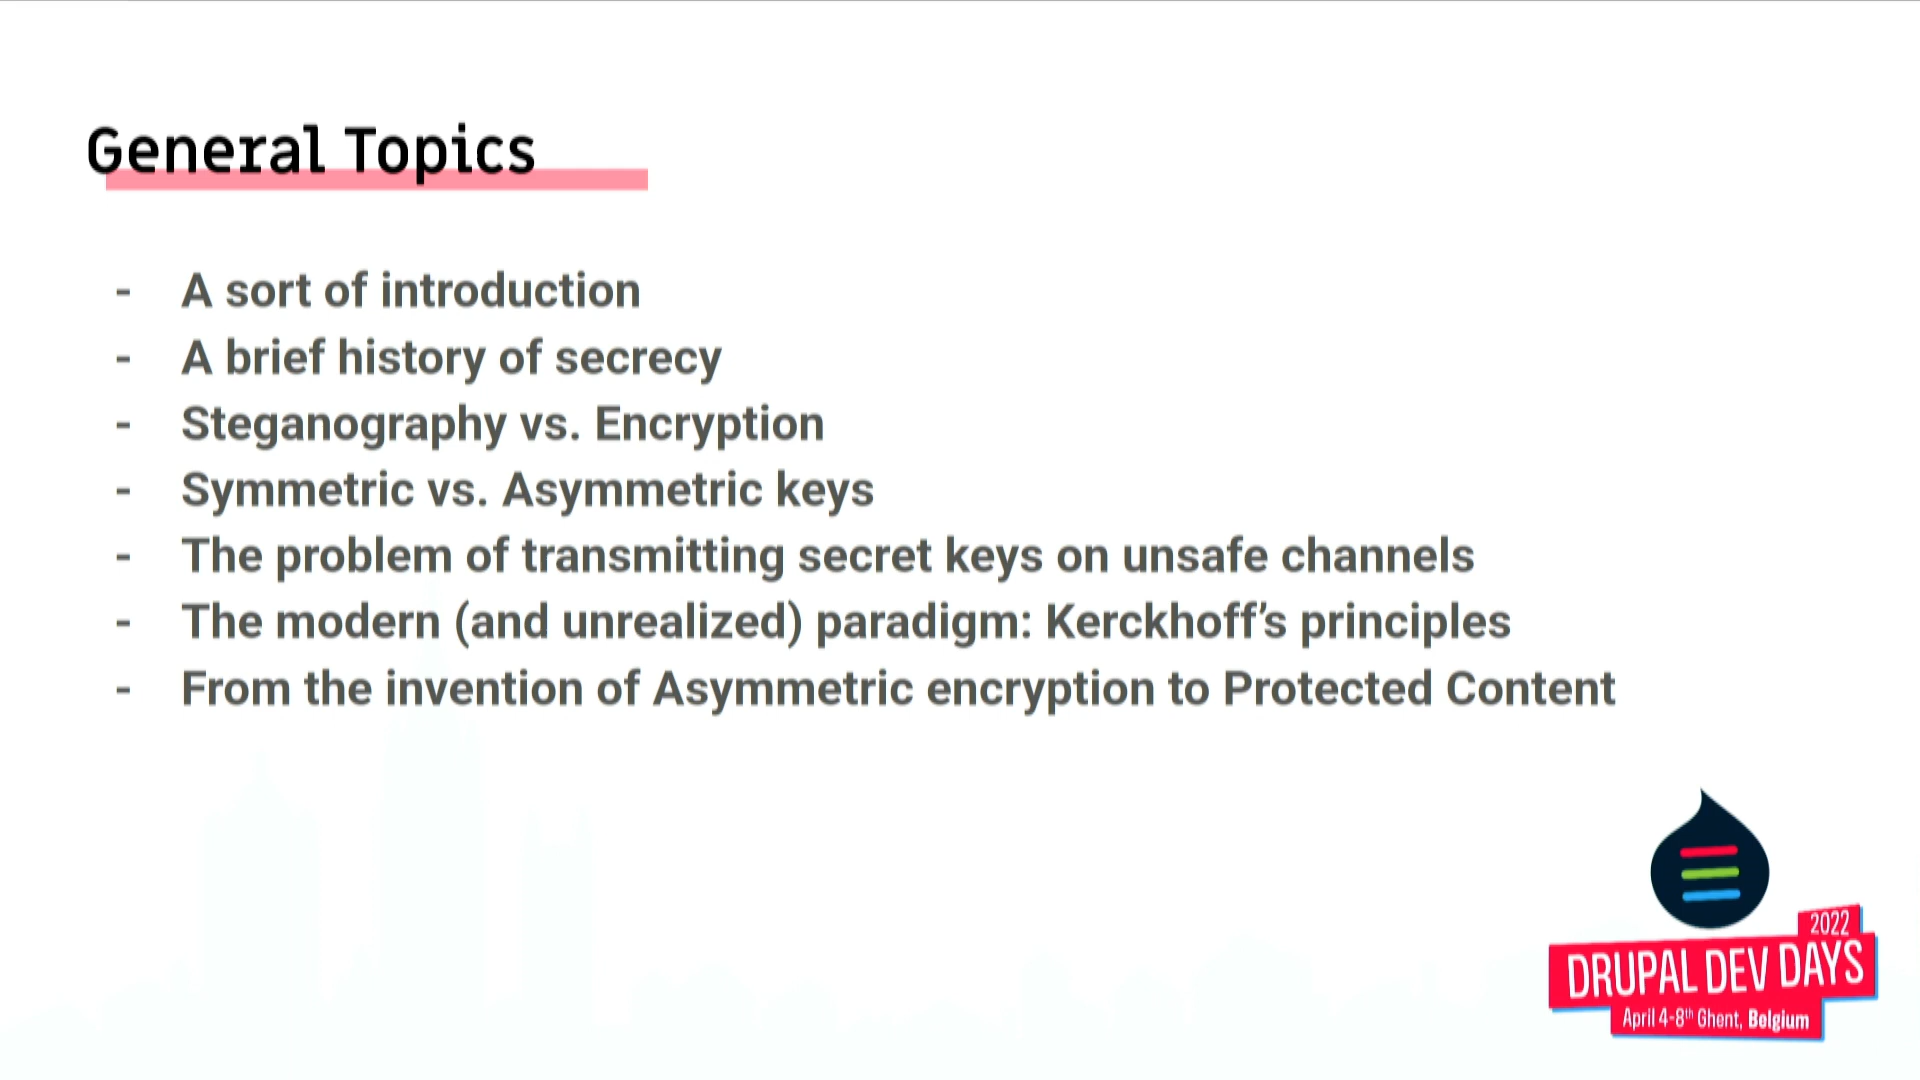 General Topics
- A sort of introduction
- A brief history of secrecy
- Steganography vs. Encryption
- Symmetric vs. Asymmetric keys
- The problem of transmitting secret keys on unsafe channels
- The modern (and unrealized) paradigm: Kerckhoff’s principles
- From the invention of Asymmetric encryption to Protected Content
2022
DRUPAL DEV DAYS
April 4-8th Ghent, Belgium